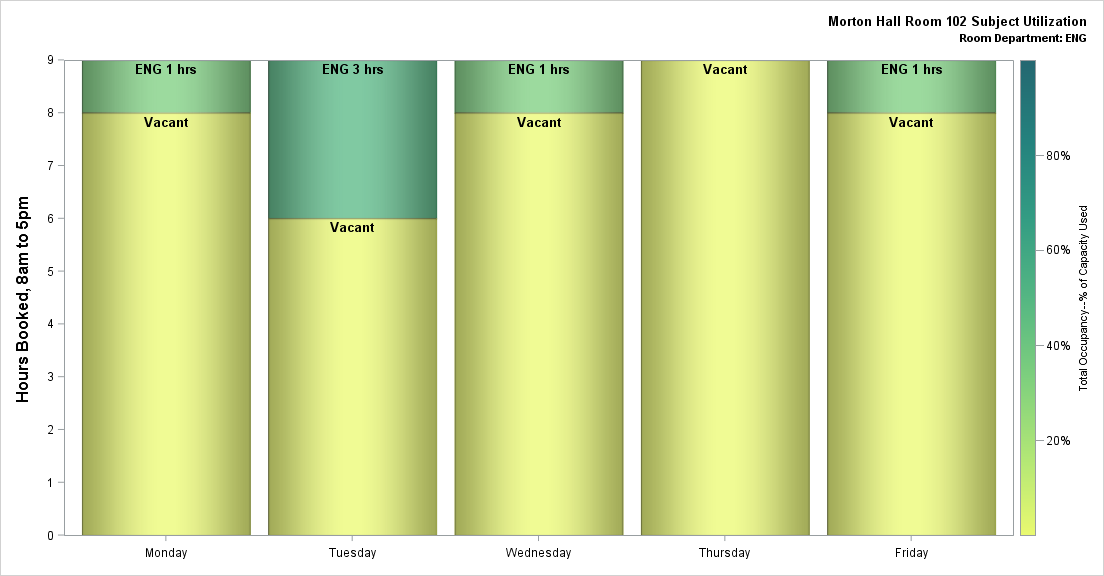 Morton Hall Room 102 Subject Utilization
Room Department: ENG
Hours Booked, 8am to 5pm
9
8
7
6
5
4
3
2
1
0
ENG 1 hrs
Vacant
ENG 3 hrs
Vacant
ENG 1 hrs
Vacant
Vacant
ENG 1 hrs
Vacant
Monday
Tuesday
Wednesday
Thursday
Friday
80%
60%
40%
20%
Total Occupancy--% of Capacity Used